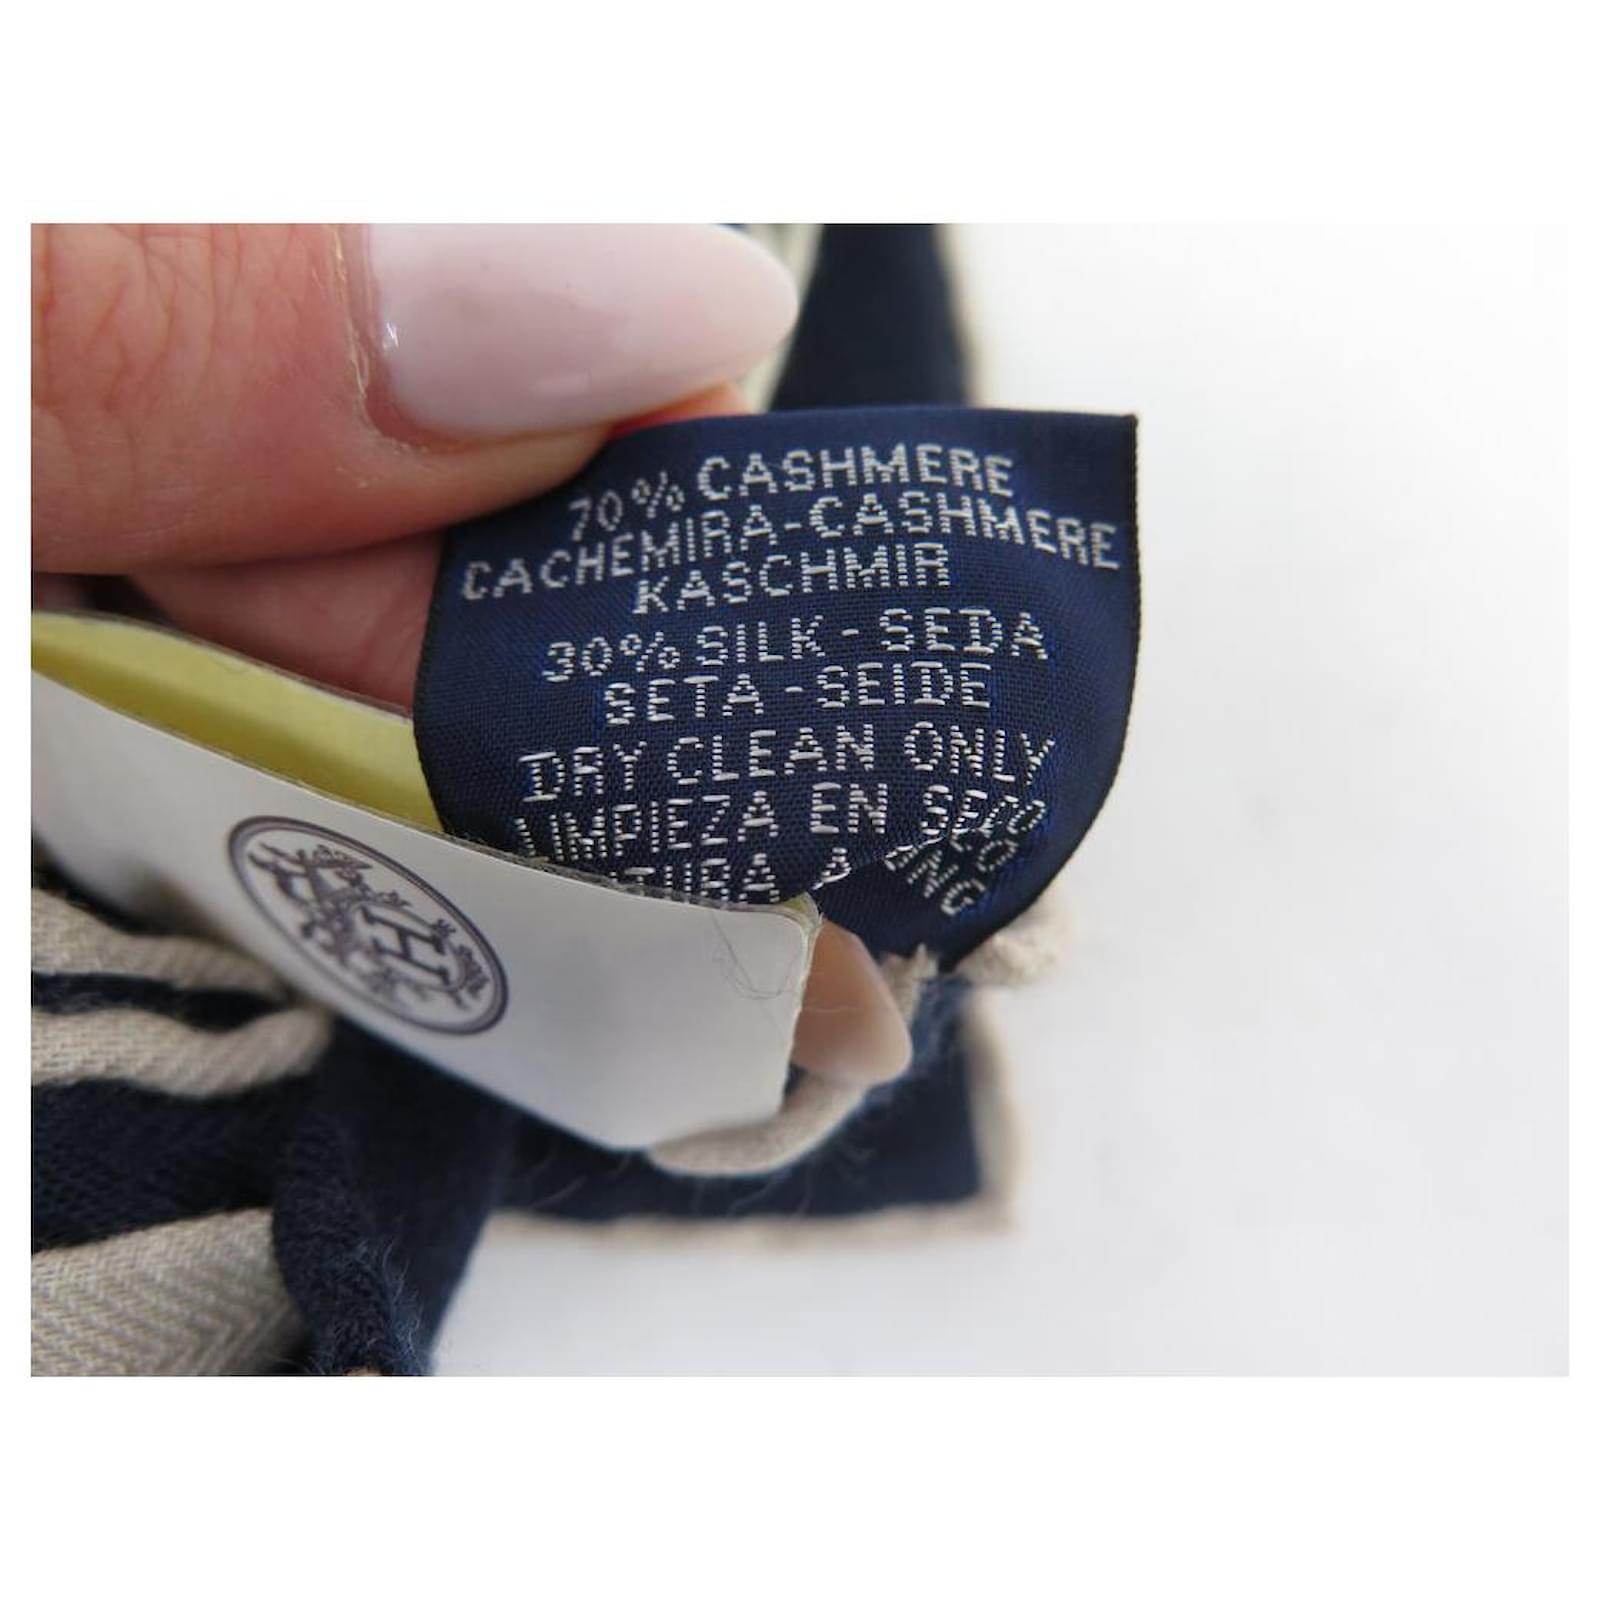 70% CASHMERE
CACHEMIRA-CASHMERE
KASCHMIR
30% SILK - SEDA
SETA - SEIDE
DRY CLEAN ONLY
LIMPIEZA EN SECO
A
H